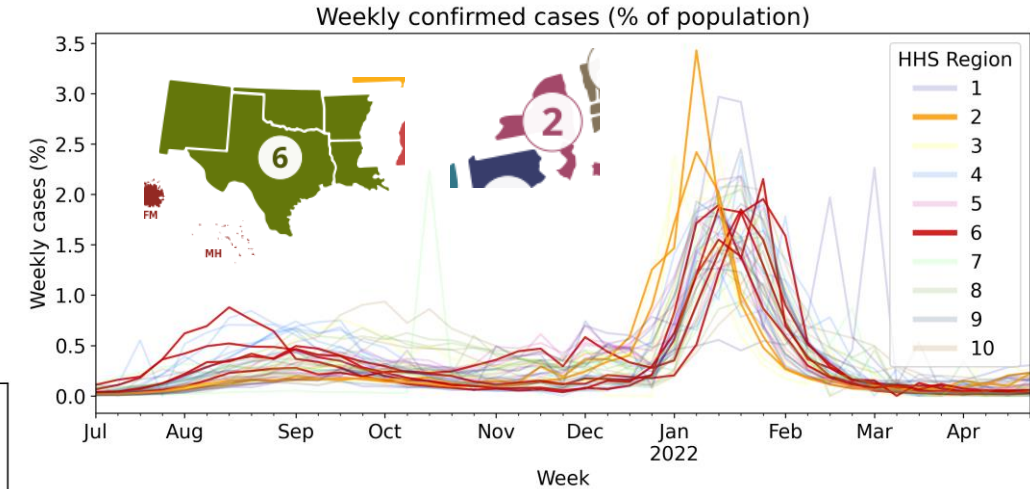 Weekly confirmed cases (% of population)
Weekly cases (%)
3.5
3.0
2.5
2.0
1.5
1.0
0.5
0.0
6
FM
MH
2
HHS Region
1
2
3
4
5
6
7
8
9
10
Jul
Aug
Sep
Oct
Nov
Dec
Jan
2022
Feb
Mar
Apr
Week